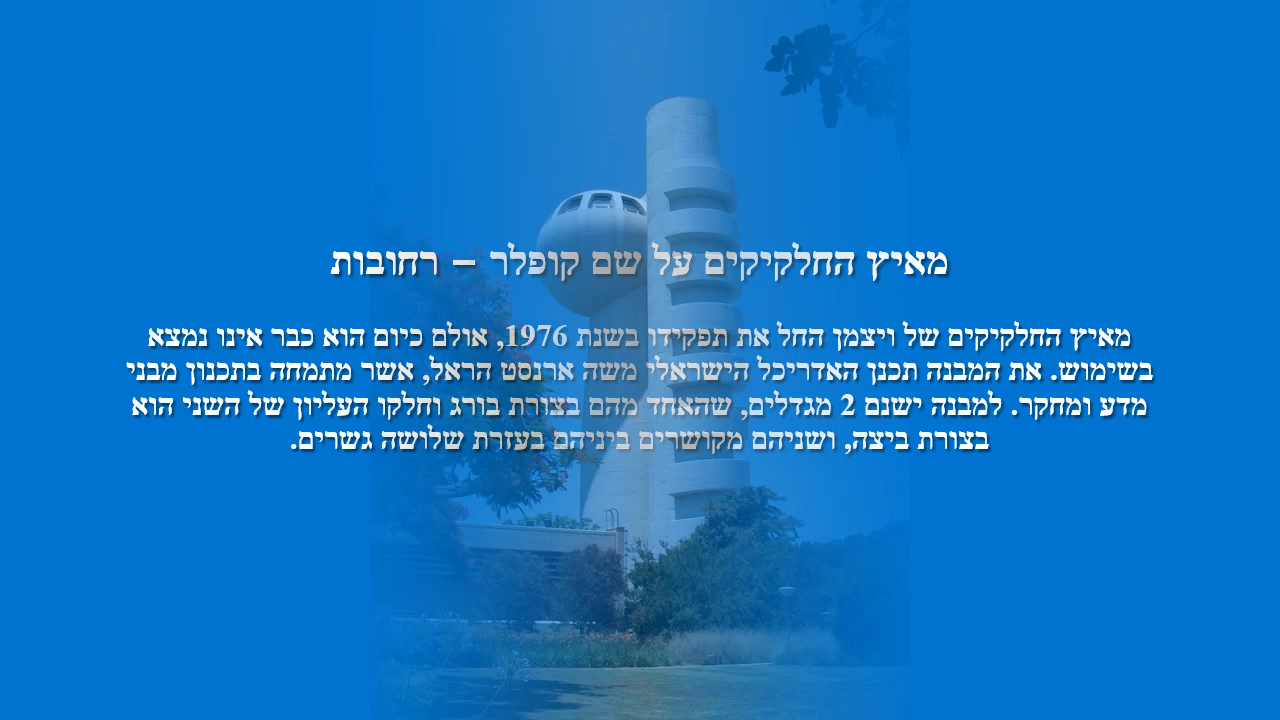 מאיץ החלקיקים על שם קופלר – רחובות
מאיץ החלקיקים של ויצמן החל את תפקידו בשנת 1976, אולם כיום הוא כבר אינו נמצא
בשימוש. את המבנה תכנן האדריכל הישראלי משה ארנסט הראל, אשר מתמחה בתכנון מבני
מדע ומחקר. למבנה ישנם 2 מגדלים, שהאחד מהם בצורת בורג וחלקו העליון של השני הוא
בצורת ביצה, ושניהם מקושרים ביניהם בעזרת שלושה גשרים.